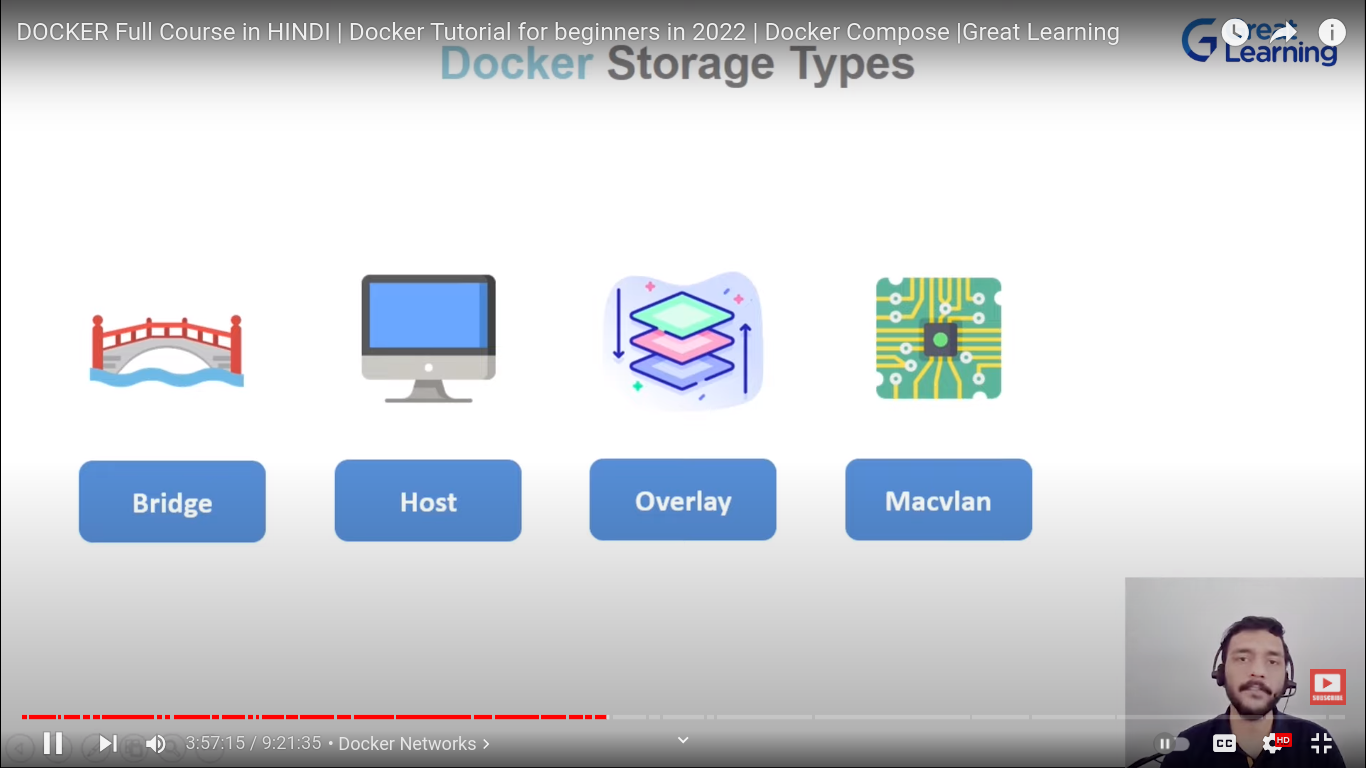 DOCKER Full Course in HINDI | Docker Tutorial for beginners in 2022 | Docker Compose |Great Learning
Great
Learning
Docker Storage Types
Bridge
Host
Overlay
Macvlan
SUBSCRIBE
3:57:15 / 9:21:35 • Docker Networks >
CC
HD